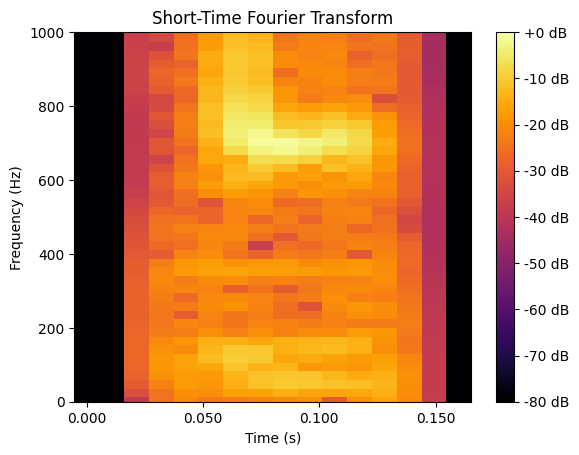 Short-Time Fourier Transform
1000
800
600
400
200
0
Frequency (Hz)
0.000
0.050
0.100
0.150
Time (s)
+0 dB
-10 dB
-20 dB
-30 dB
-40 dB
-50 dB
-60 dB
-70 dB
-80 dB